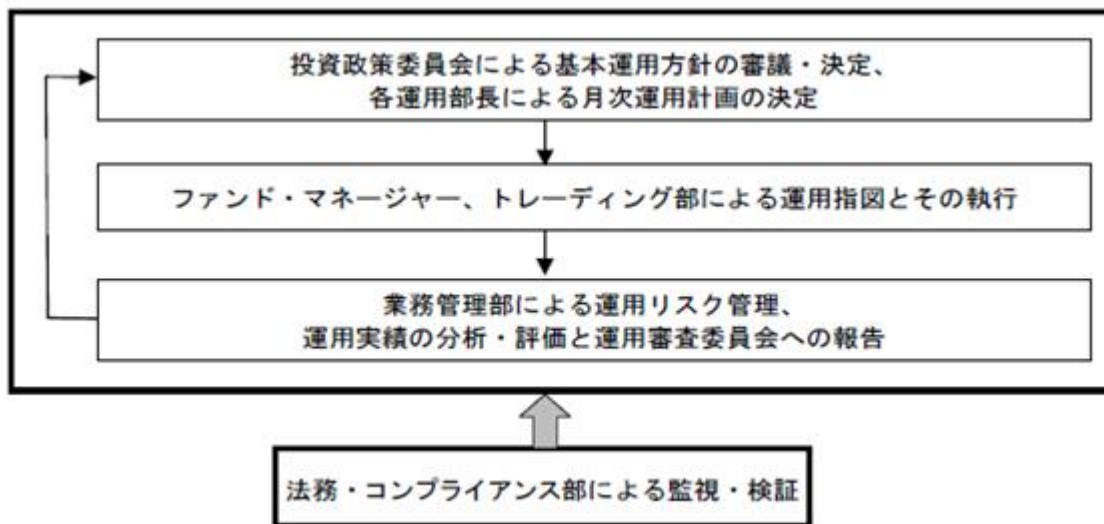 投資政策委員会による基本運用方針の審議・決定、
各運用部長による月次運用計画の決定
ファンド・マネージャー、トレーディング部による運用指図とその執行
業務管理部による運用リスク管理、
運用実績の分析・評価と運用審査委員会への報告
法務・コンプライアンス部による監視・検証